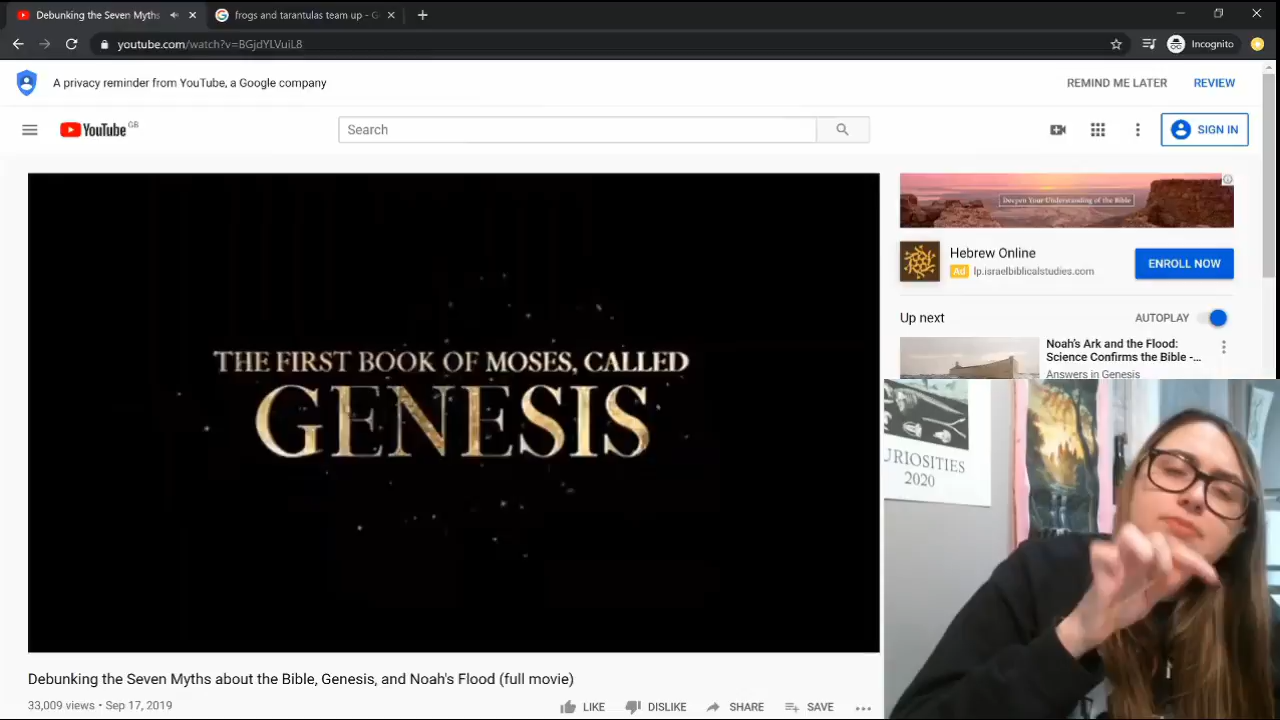 Debunking the Seven Myths
frogs and tarantulas team up - G
youtube.com/watch?v=BGjdYLVuiL8
Incognito
A privacy reminder from YouTube, a Google company
REMIND ME LATER
REVIEW
YouTube GB
Search
SIGN IN
THE FIRST BOOK OF MOSES, CALLED
GENESIS
Deepen Your Understanding of the Bible
Hebrew Online
Ad lp.israelbiblicalstudies.com
ENROLL NOW
Up next
AUTOPLAY
Noah's Ark and the Flood:
Science Confirms the Bible -...
Answers in Genesis
URIOSITIES
2020
Debunking the Seven Myths about the Bible, Genesis, and Noah's Flood (full movie)
33,009 views • Sep 17, 2019
LIKE
DISLIKE
SHARE
SAVE